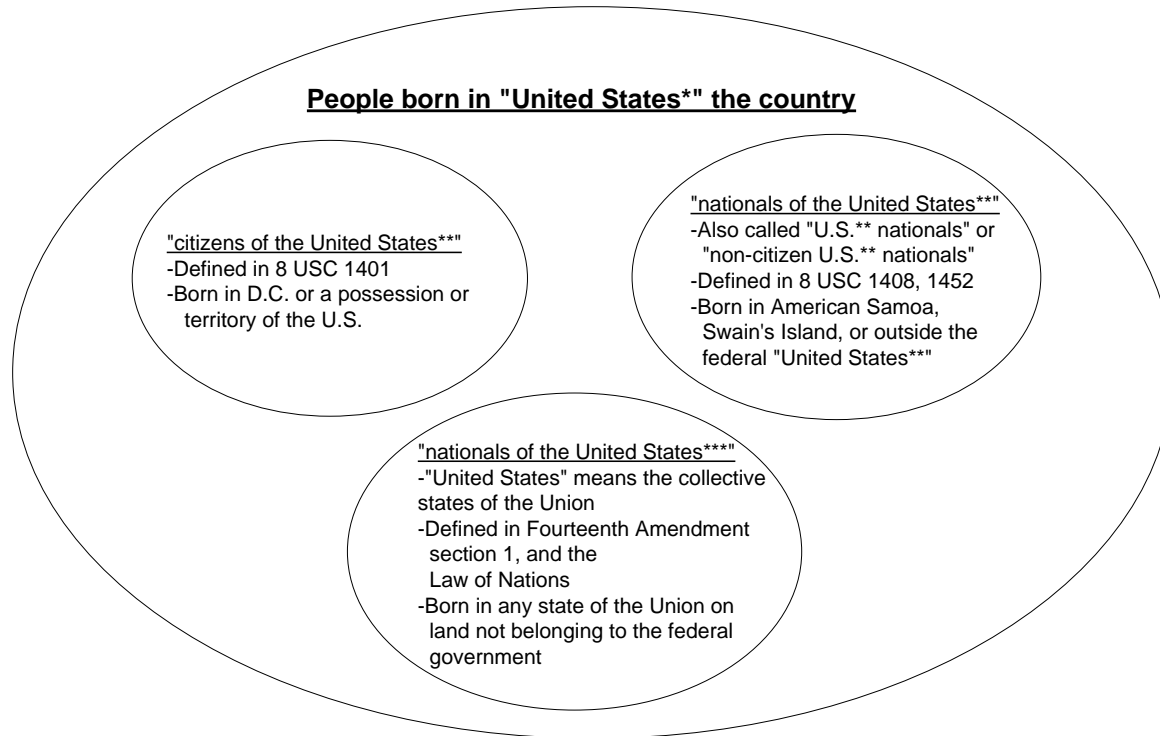 People born in "United States*" the country
"citizens of the United States**"
-Defined in 8 USC 1401
-Born in D.C. or a possession or
territory of the U.S.
"nationals of the United States**"
-Also called "U.S.** nationals" or
"non-citizen U.S.** nationals"
-Defined in 8 USC 1408, 1452
-Born in American Samoa,
Swain's Island, or outside the
federal "United States**"
"nationals of the United States***"
-"United States" means the collective
states of the Union
-Defined in Fourteenth Amendment
section 1, and the
Law of Nations
-Born in any state of the Union on
land not belonging to the federal
government